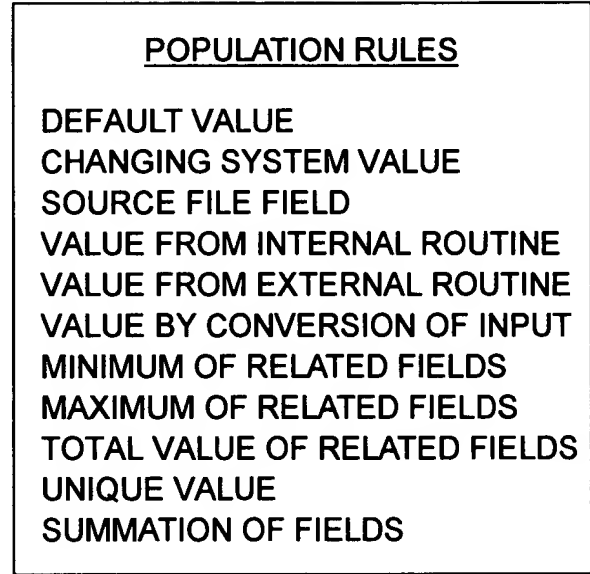 POPULATION RULES
DEFAULT VALUE
CHANGING SYSTEM VALUE
SOURCE FILE FIELD
VALUE FROM INTERNAL ROUTINE
VALUE FROM EXTERNAL ROUTINE
VALUE BY CONVERSION OF INPUT
MINIMUM OF RELATED FIELDS
MAXIMUM OF RELATED FIELDS
TOTAL VALUE OF RELATED FIELDS
UNIQUE VALUE
SUMMATION OF FIELDS